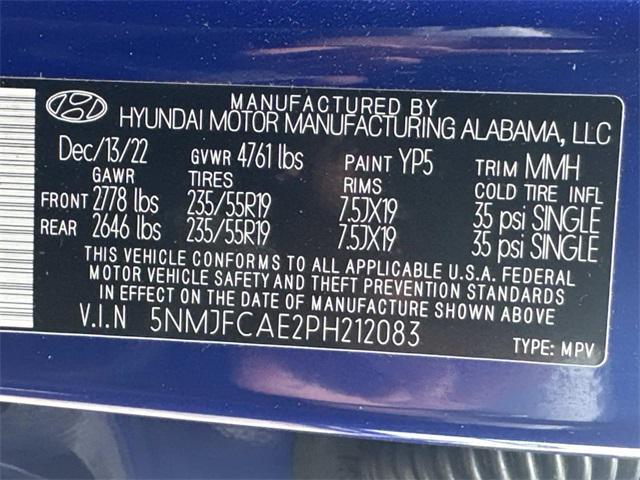 MANUFACTURED BY
HYUNDAI MOTOR MANUFACTURING ALABAMA, LLC
Dec/13/22 GVWR 4761 lbs PAINT YP5 TRIM MMH
GAWR TIRES RIMS COLD TIRE INFL
FRONT 2778 lbs 235/55R19 7.5JX19 35 psi SINGLE
REAR 2646 lbs 235/55R19 7.5JX19 35 psi SINGLE
THIS VEHICLE CONFORMS TO ALL APPLICABLE U.S.A. FEDERAL
MOTOR VEHICLE SAFETY AND THEFT PREVENTION STANDARDS
IN EFFECT ON THE DATE OF MANUFACTURE SHOWN ABOVE
V.I.N 5NMJFCAE2PH212083
TYPE: MPV